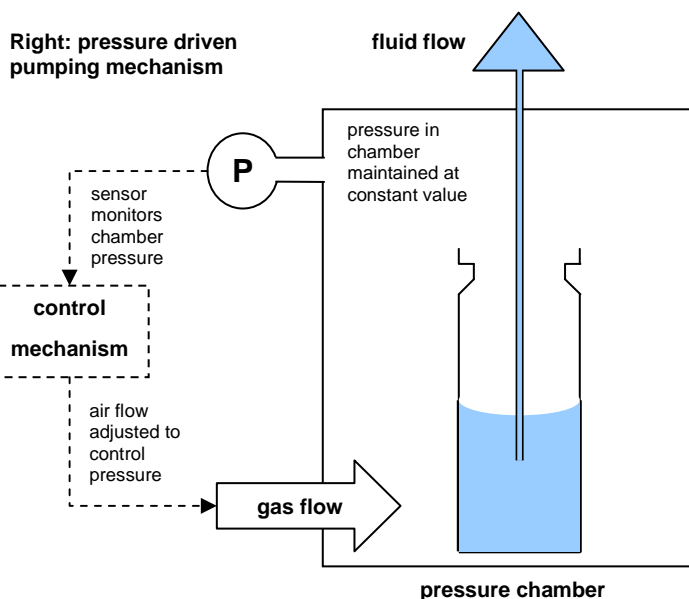 Right: pressure driven
pumping mechanism
fluid flow
pressure in
chamber
maintained at
constant value
P
sensor
monitors
chamber
pressure
control
mechanism
air flow
adjusted to
control
pressure
gas flow
pressure chamber